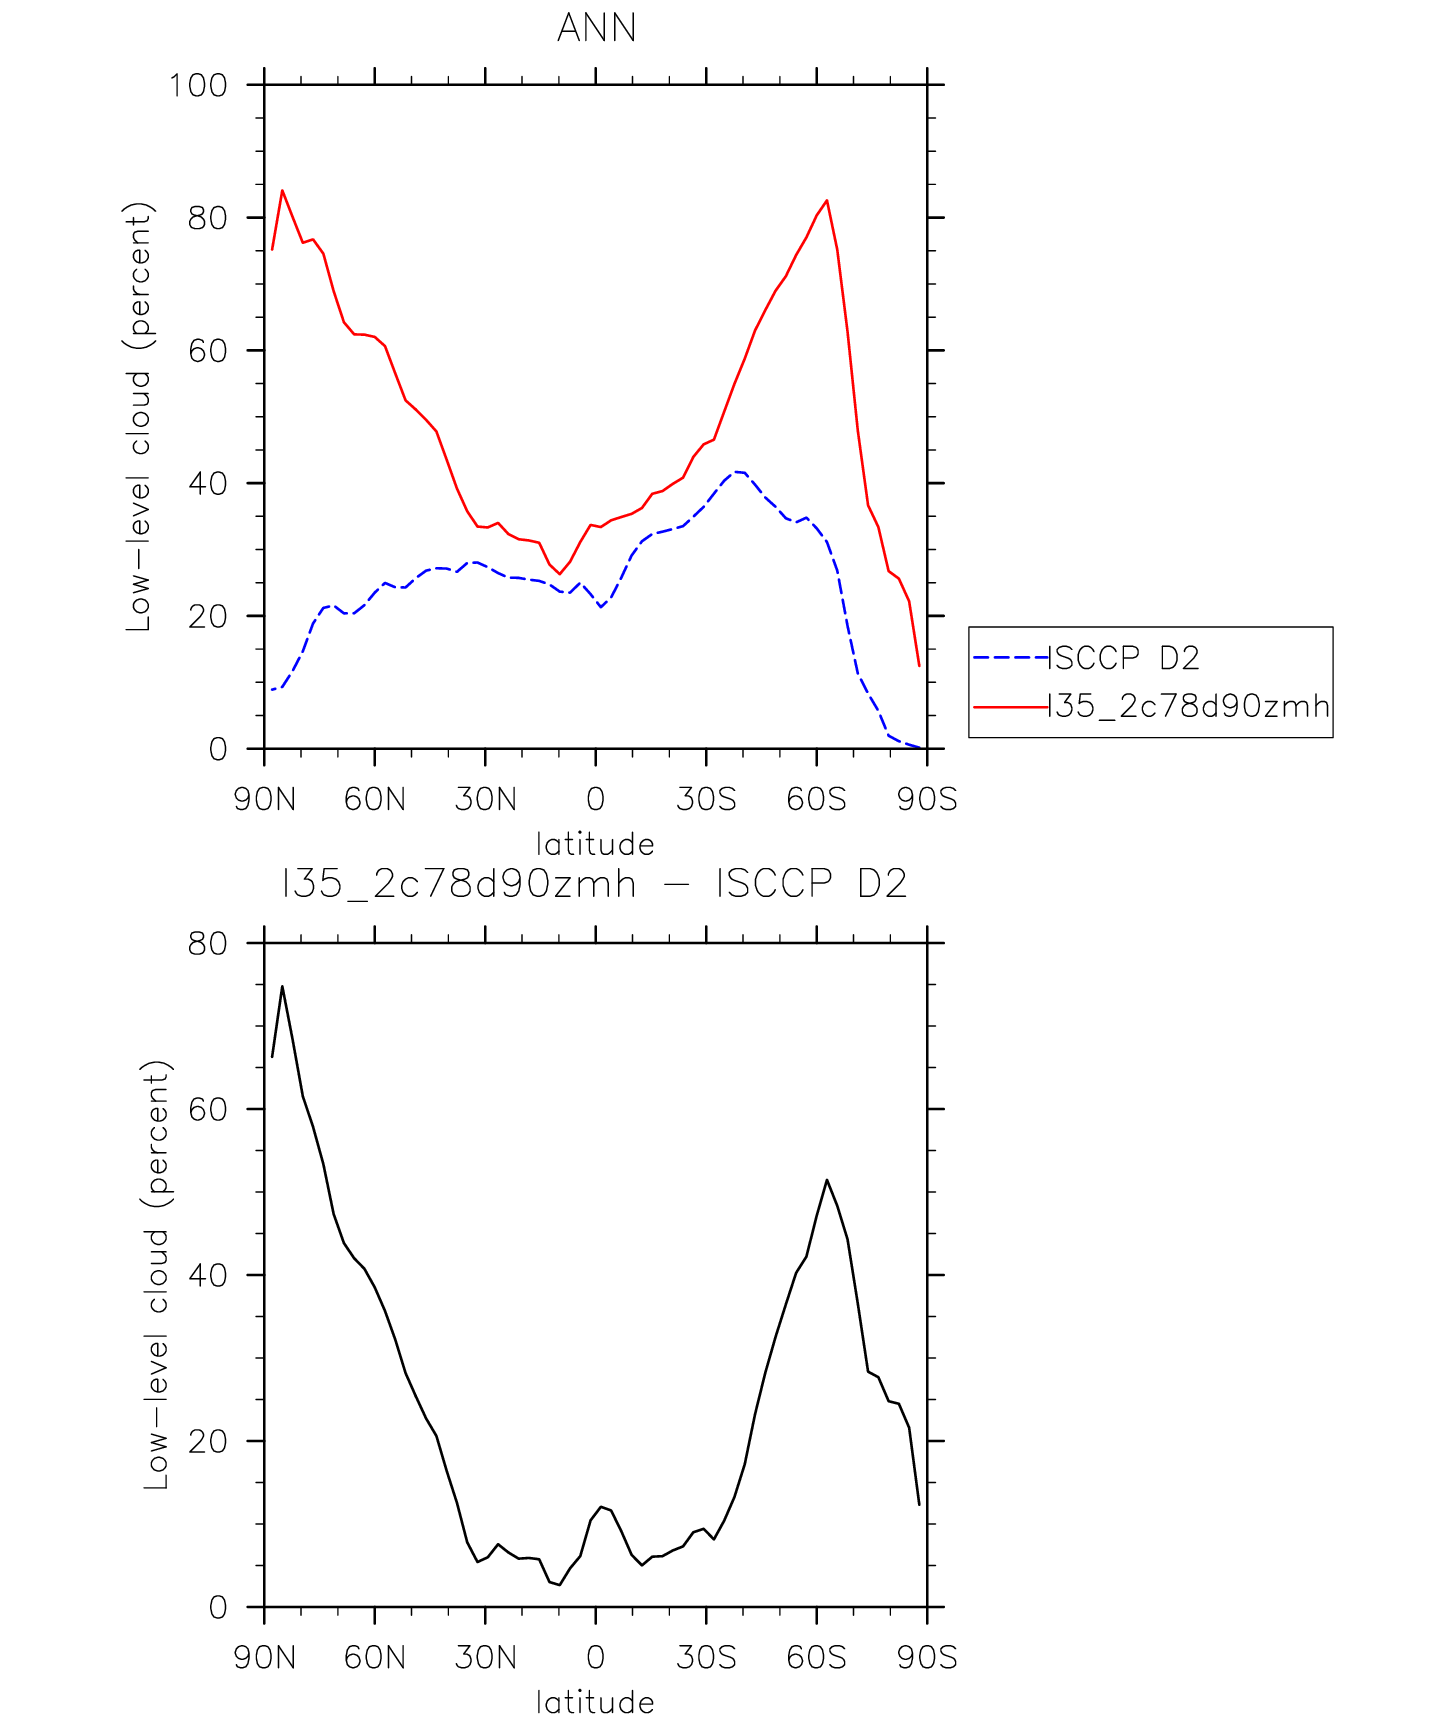 ANN
100
80
60
40
20
0
Low-level cloud (percent)
90N 60N 30N 0 30S 60S 90S
latitude
ISCCP D2
I35_2c78d90zmh
I35_2c78d90zmh - ISCCP D2
80
60
40
20
0
Low-level cloud (percent)
90N 60N 30N 0 30S 60S 90S
latitude